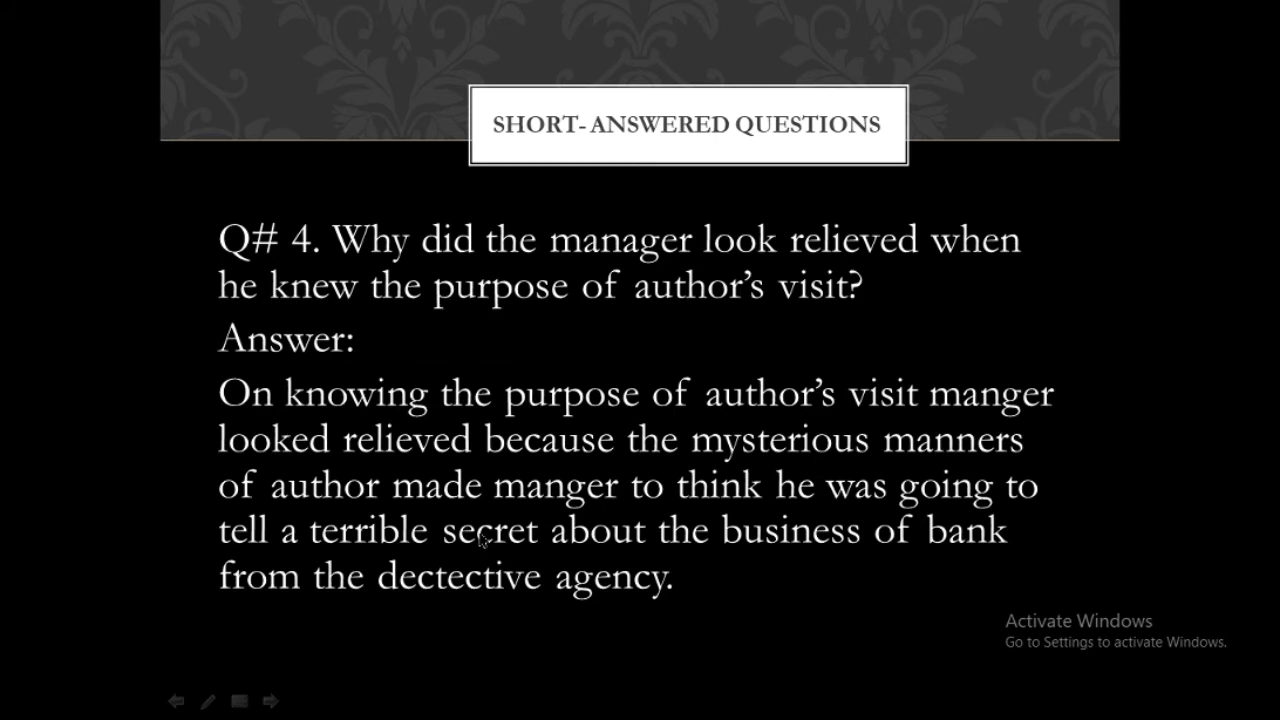 SHORT- ANSWERED QUESTIONS
Q# 4. Why did the manager look relieved when
he knew the purpose of author’s visit?
Answer:
On knowing the purpose of author’s visit manger
looked relieved because the mysterious manners
of author made manger to think he was going to
tell a terrible secret about the business of bank
from the dectective agency.
Activate Windows
Go to Settings to activate Windows.